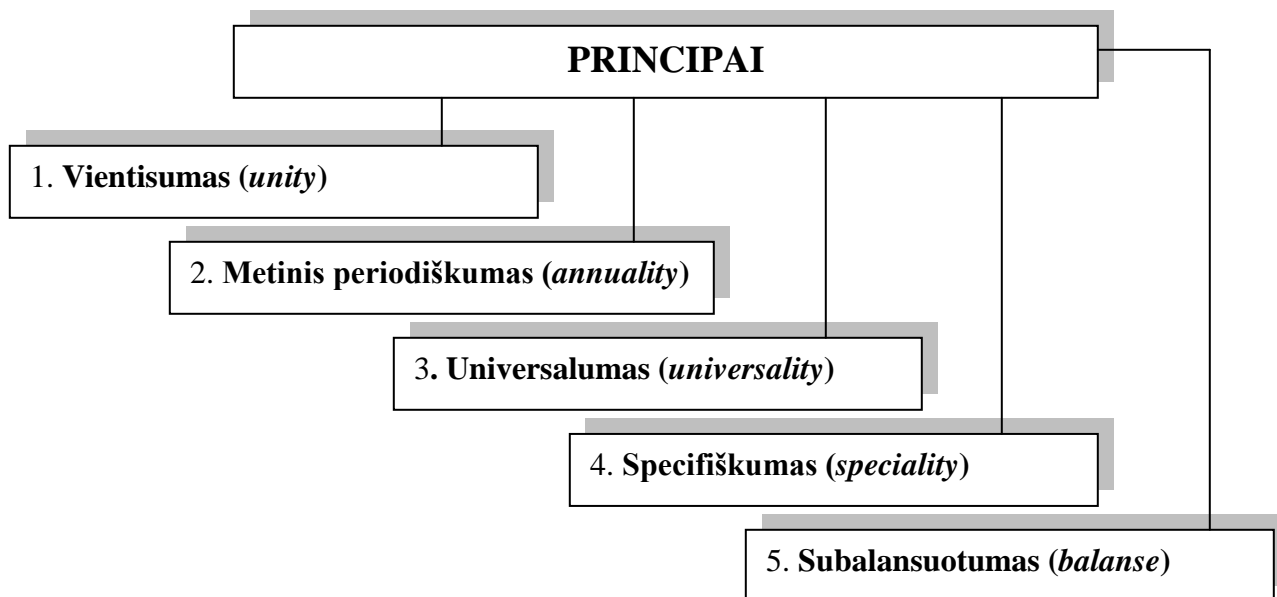 PRINCIPAI
1. Vientisumas (unity)
2. Metinis periodiškumas (annuality)
3. Universalumas (universality)
4. Specifiškumas (speciality)
5. Subalansuotumas (balanse)